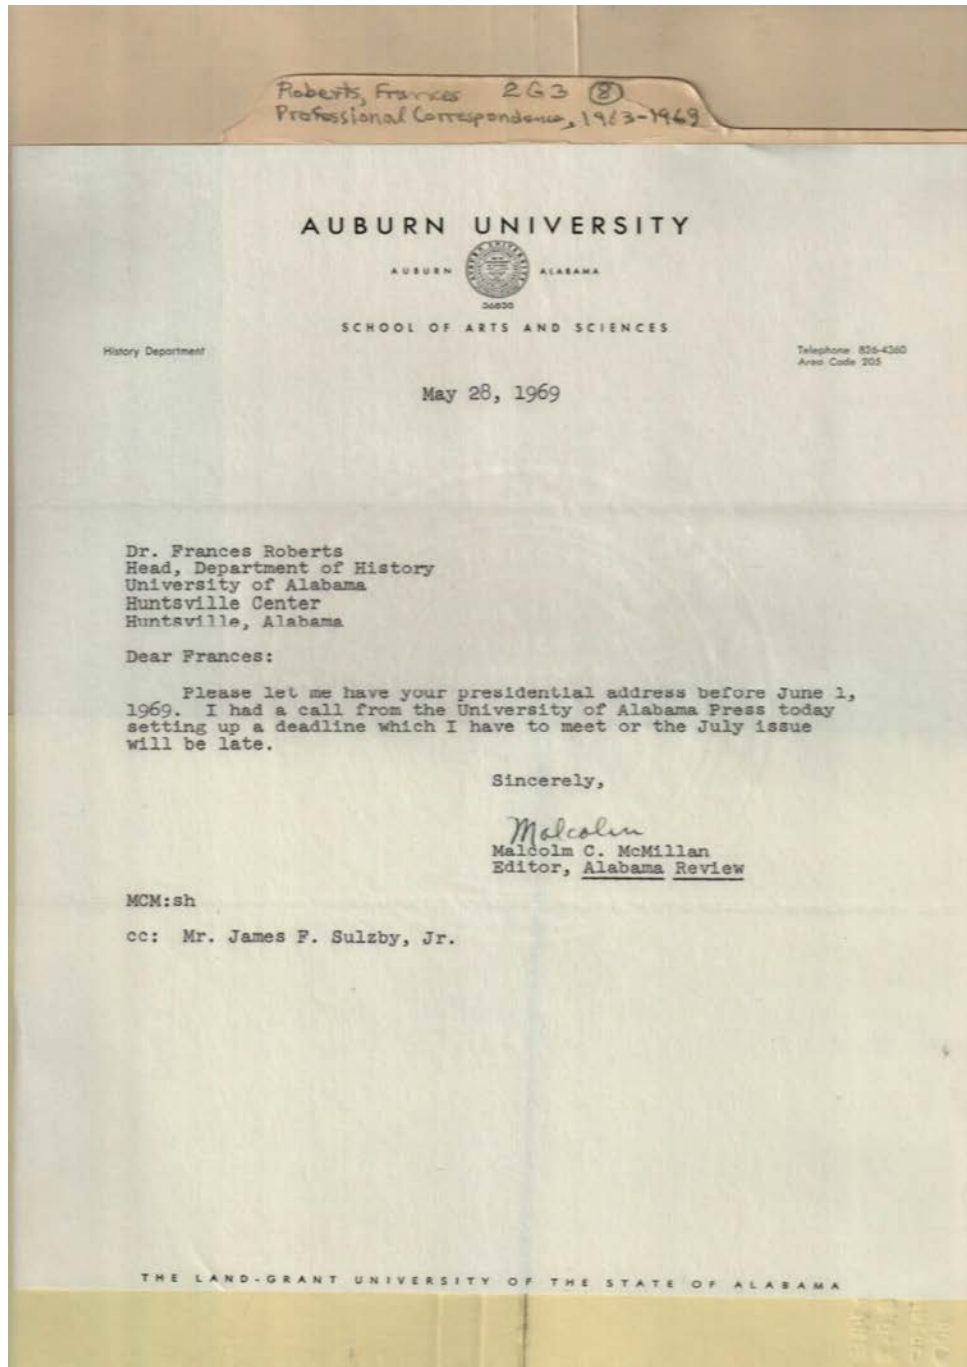 Roberts, Frances 2G3 8
Professional Correspondence, 1963-1969
AUBURN UNIVERSITY
AUBURN ALABAMA
36830
SCHOOL OF ARTS AND SCIENCES
History Department
Telephone 826-4360
Area Code 205
May 28, 1969
Dr. Frances Roberts
Head, Department of History
University of Alabama
Huntsville Center
Huntsville, Alabama
Dear Frances:
Please let me have your presidential address before June 1,
1969. I had a call from the University of Alabama Press today
setting up a deadline which I have to meet or the July issue
will be late.
Sincerely,
Malcolm
Malcolm C. McMillan
Editor, Alabama Review
MCM:sh
cc: Mr. James F. Sulzby, Jr.
THE LAND-GRANT UNIVERSITY OF THE STATE OF ALABAMA